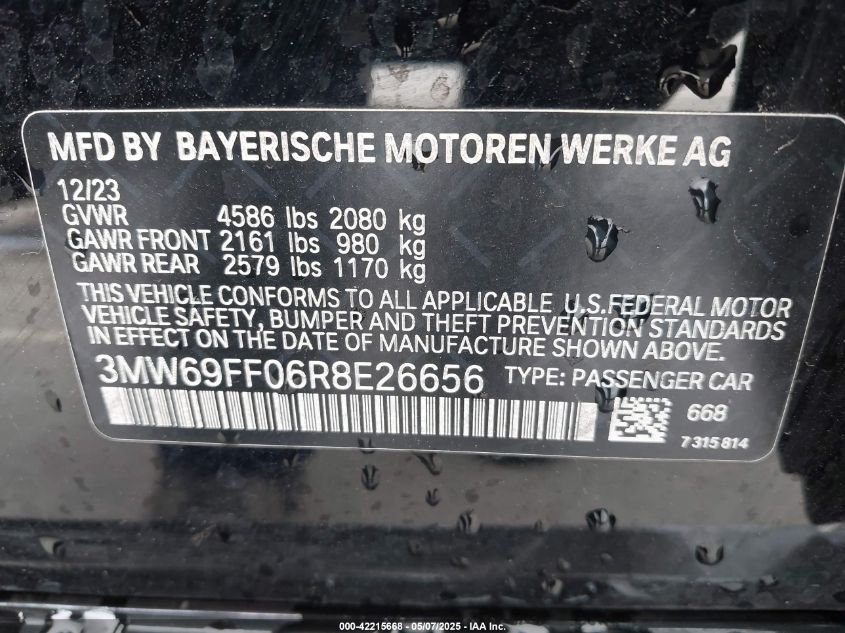 MFD BY BAYERISCHE MOTOREN WERKE AG
12/23
GVWR 4586 lbs 2080 kg
GAWR FRONT 2161 lbs 980 kg
GAWR REAR 2579 lbs 1170 kg
THIS VEHICLE CONFORMS TO ALL APPLICABLE U.S.FEDERAL MOTOR
VEHICLE SAFETY, BUMPER AND THEFT PREVENTION STANDARDS
IN EFFECT ON THE DATE OF MANUFACTURE SHOWN ABOVE.
3MW69FF06R8E26656 TYPE: PASSENGER CAR
668
7 315 814
000-42215668 - 05/07/2025 - IAA Inc.